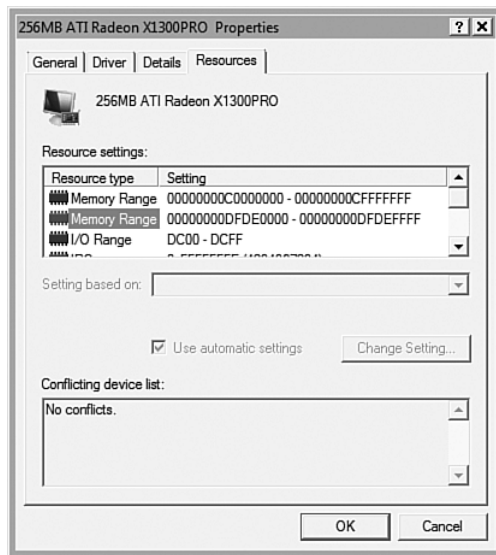 256MB ATI Radeon X1300PRO Properties
General Driver Details Resources
256MB ATI Radeon X1300PRO
Resource settings:
Resource type Setting
Memory Range 00000000C0000000 - 00000000CFFFFFFF
Memory Range 00000000DFDE0000 - 00000000DFDEFFFF
I/O Range DC00 - DCFF
Setting based on:
Use automatic settings Change Setting...
Conflicting device list:
No conflicts.
OK Cancel